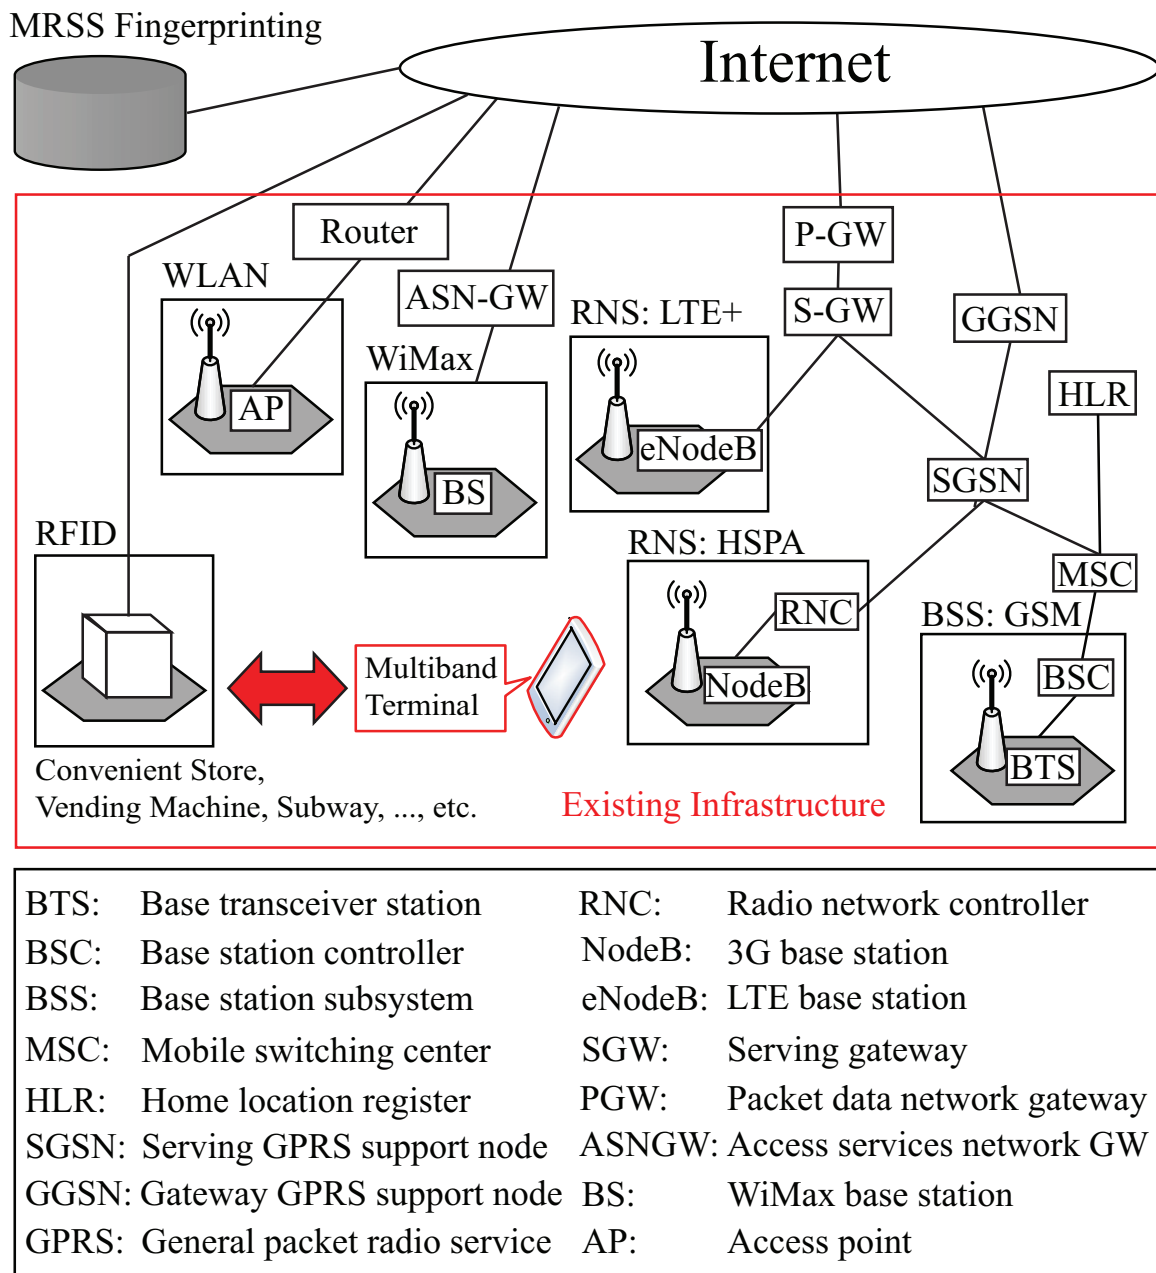 MRSS Fingerprinting
Internet
Router
P-GW
WLAN
ASN-GW
RNS: LTE+
S-GW
GGSN
WiMax
HLR
AP
eNodeB
BS
SGSN
RFID
RNS: HSPA
MSC
RNC
BSS: GSM
Multiband
Terminal
NodeB
BSC
BTS
Convenient Store,
Vending Machine, Subway, ..., etc.
Existing Infrastructure
BTS: Base transceiver station
BSC: Base station controller
BSS: Base station subsystem
MSC: Mobile switching center
HLR: Home location register
SGSN: Serving GPRS support node
GGSN: Gateway GPRS support node
GPRS: General packet radio service
RNC: Radio network controller
NodeB: 3G base station
eNodeB: LTE base station
SGW: Serving gateway
PGW: Packet data network gateway
ASNGW: Access services network GW
BS: WiMax base station
AP: Access point